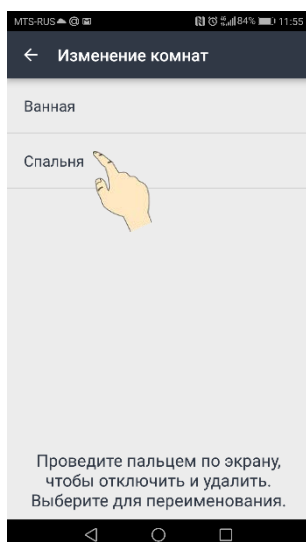 MTS-RUS 84% 11:55
Изменение комнат
Ванная
Спальня
Проведите пальцем по экрану,
чтобы отключить и удалить.
Выберите для переименования.